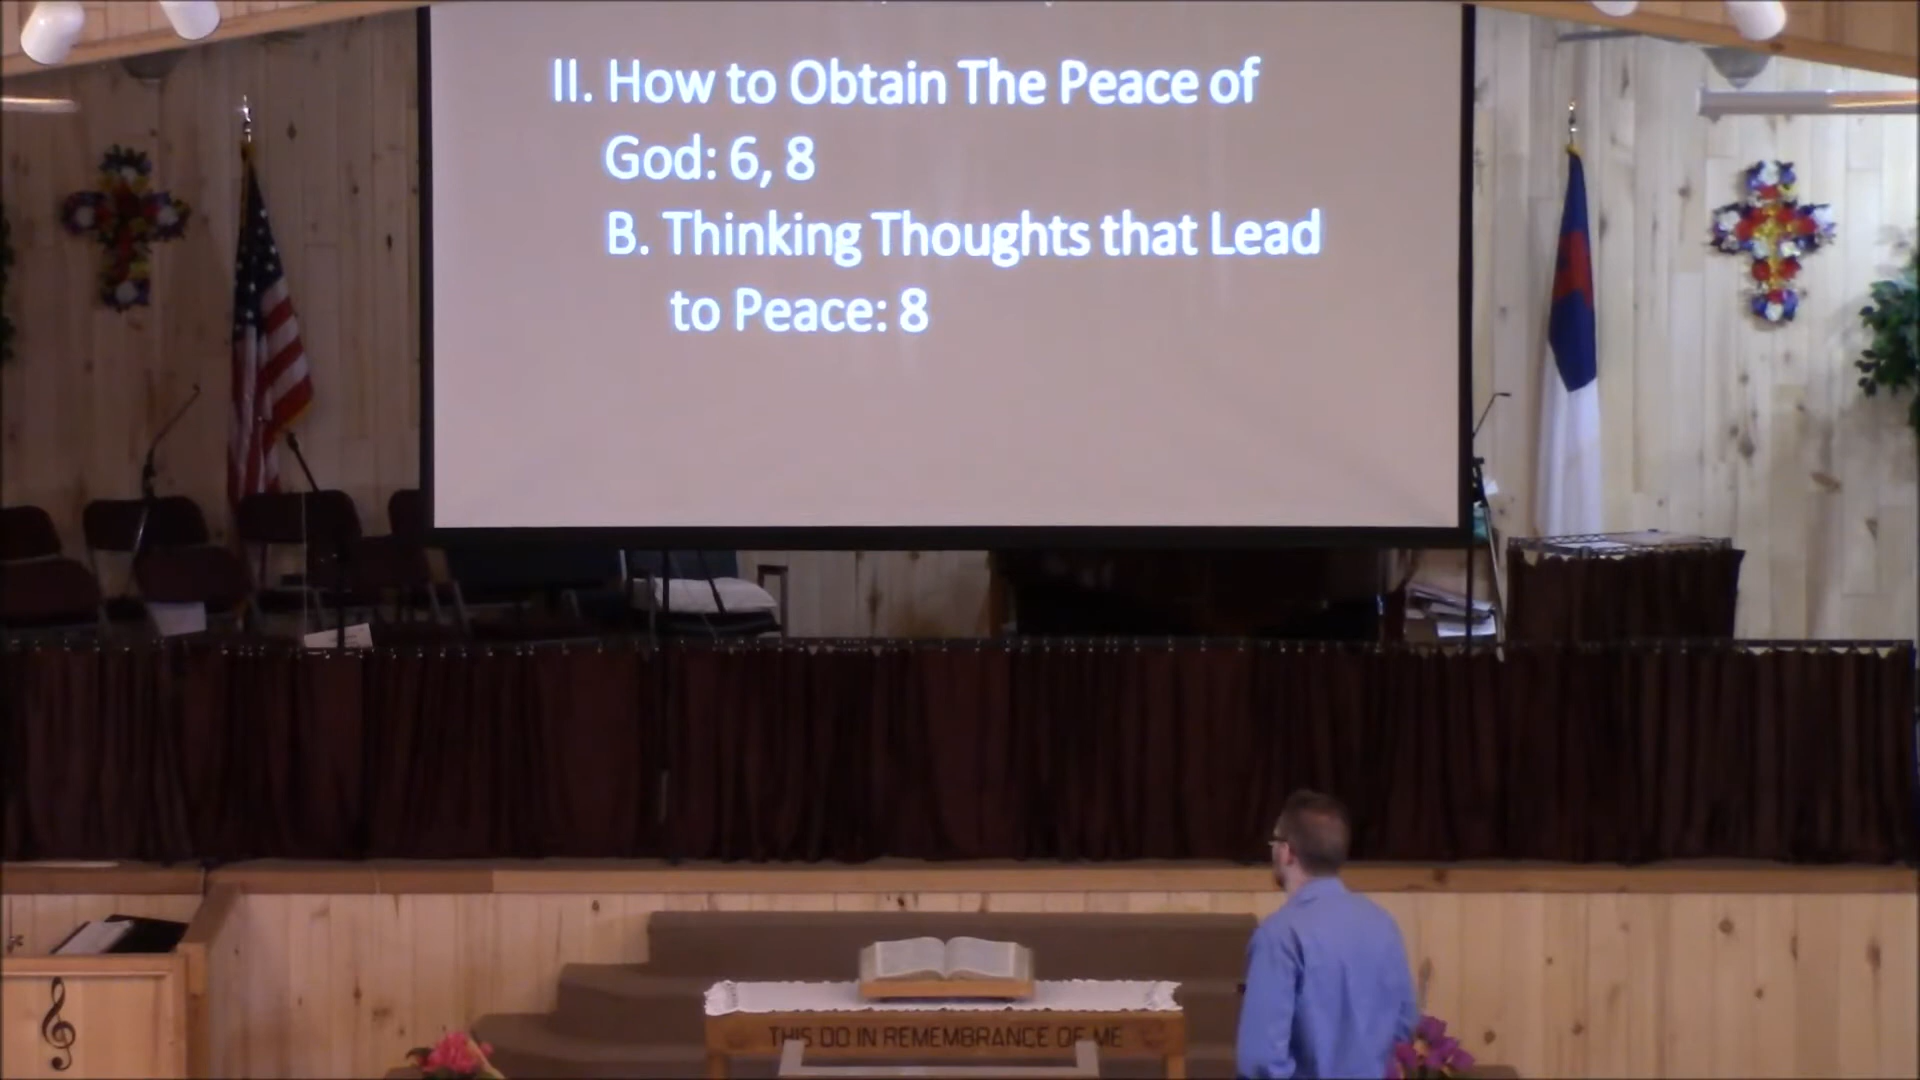 II. How to Obtain The Peace of
God: 6, 8
B. Thinking Thoughts that Lead
to Peace: 8
THIS DO IN REMEMBRANCE OF ME